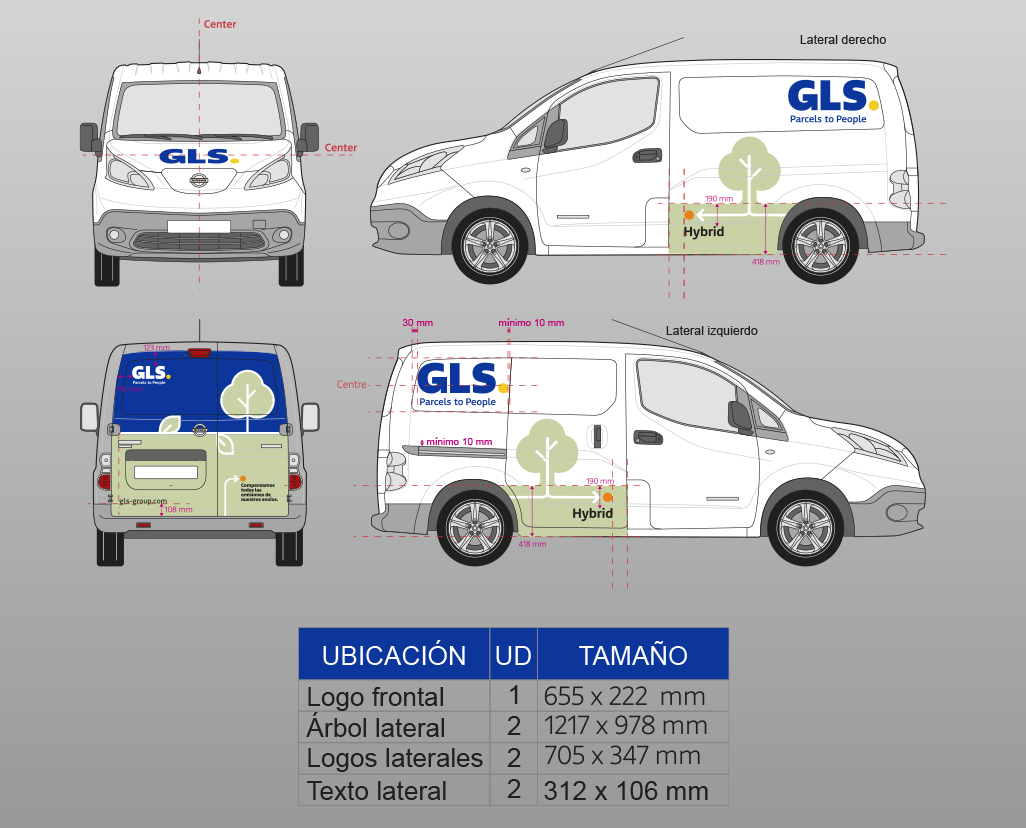 Center
Lateral derecho
GLS.
Parcels to People
GLS.
Center
190 mm
Hybrid
418 mm
30 mm
mínimo 10 mm
Lateral izquierdo
123 mm
GLS.
Parcels to People
Centre
GLS.
Parcels to People
mínimo 10 mm
190 mm
Compensamos
todas las
emisiones de
nuestros envíos.
gls-group.com
108 mm
Hybrid
418 mm
UBICACIÓN UD TAMAÑO
Logo frontal 1 655 x 222 mm
Árbol lateral 2 1217 x 978 mm
Logos laterales 2 705 x 347 mm
Texto lateral 2 312 x 106 mm